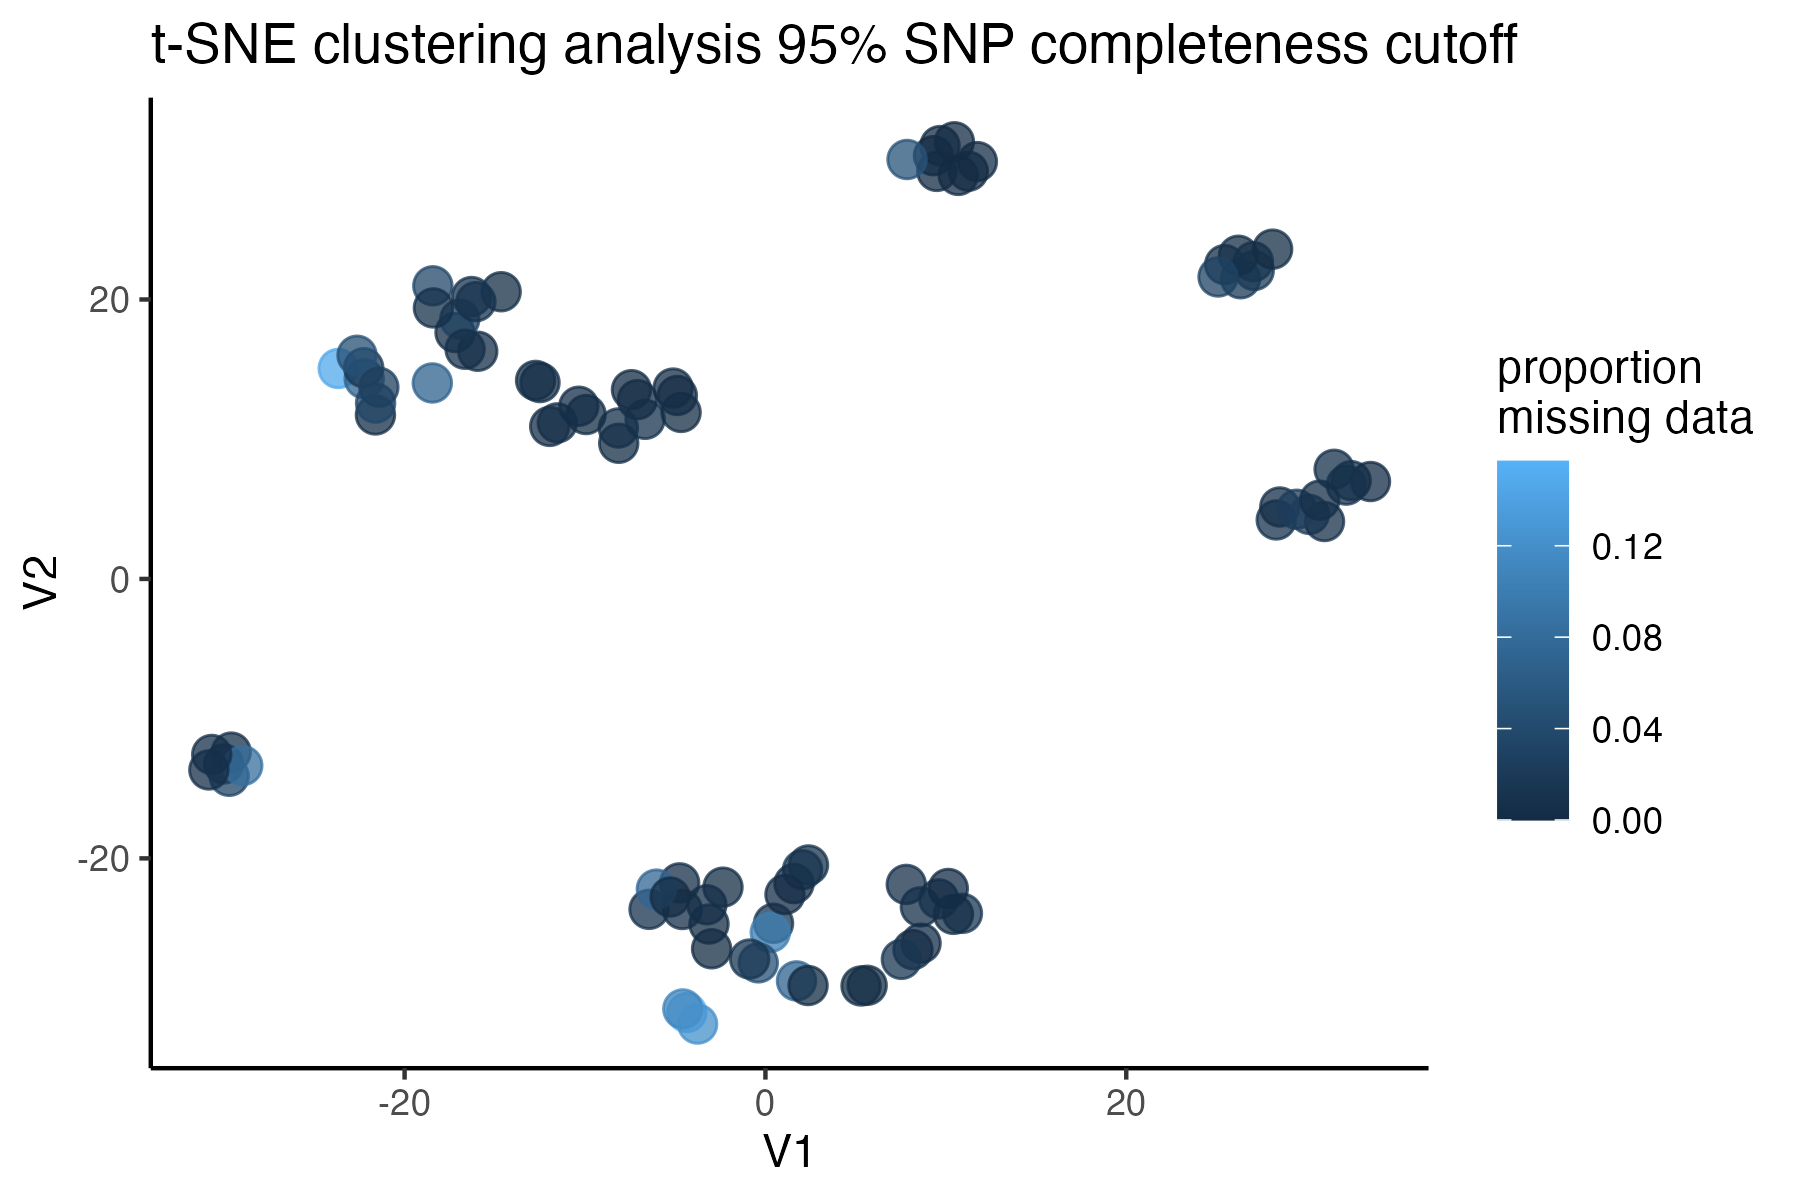 t-SNE clustering analysis 95% SNP completeness cutoff
V2
20
0
-20
-20
0
20
V1
proportion
missing data
0.12
0.08
0.04
0.00